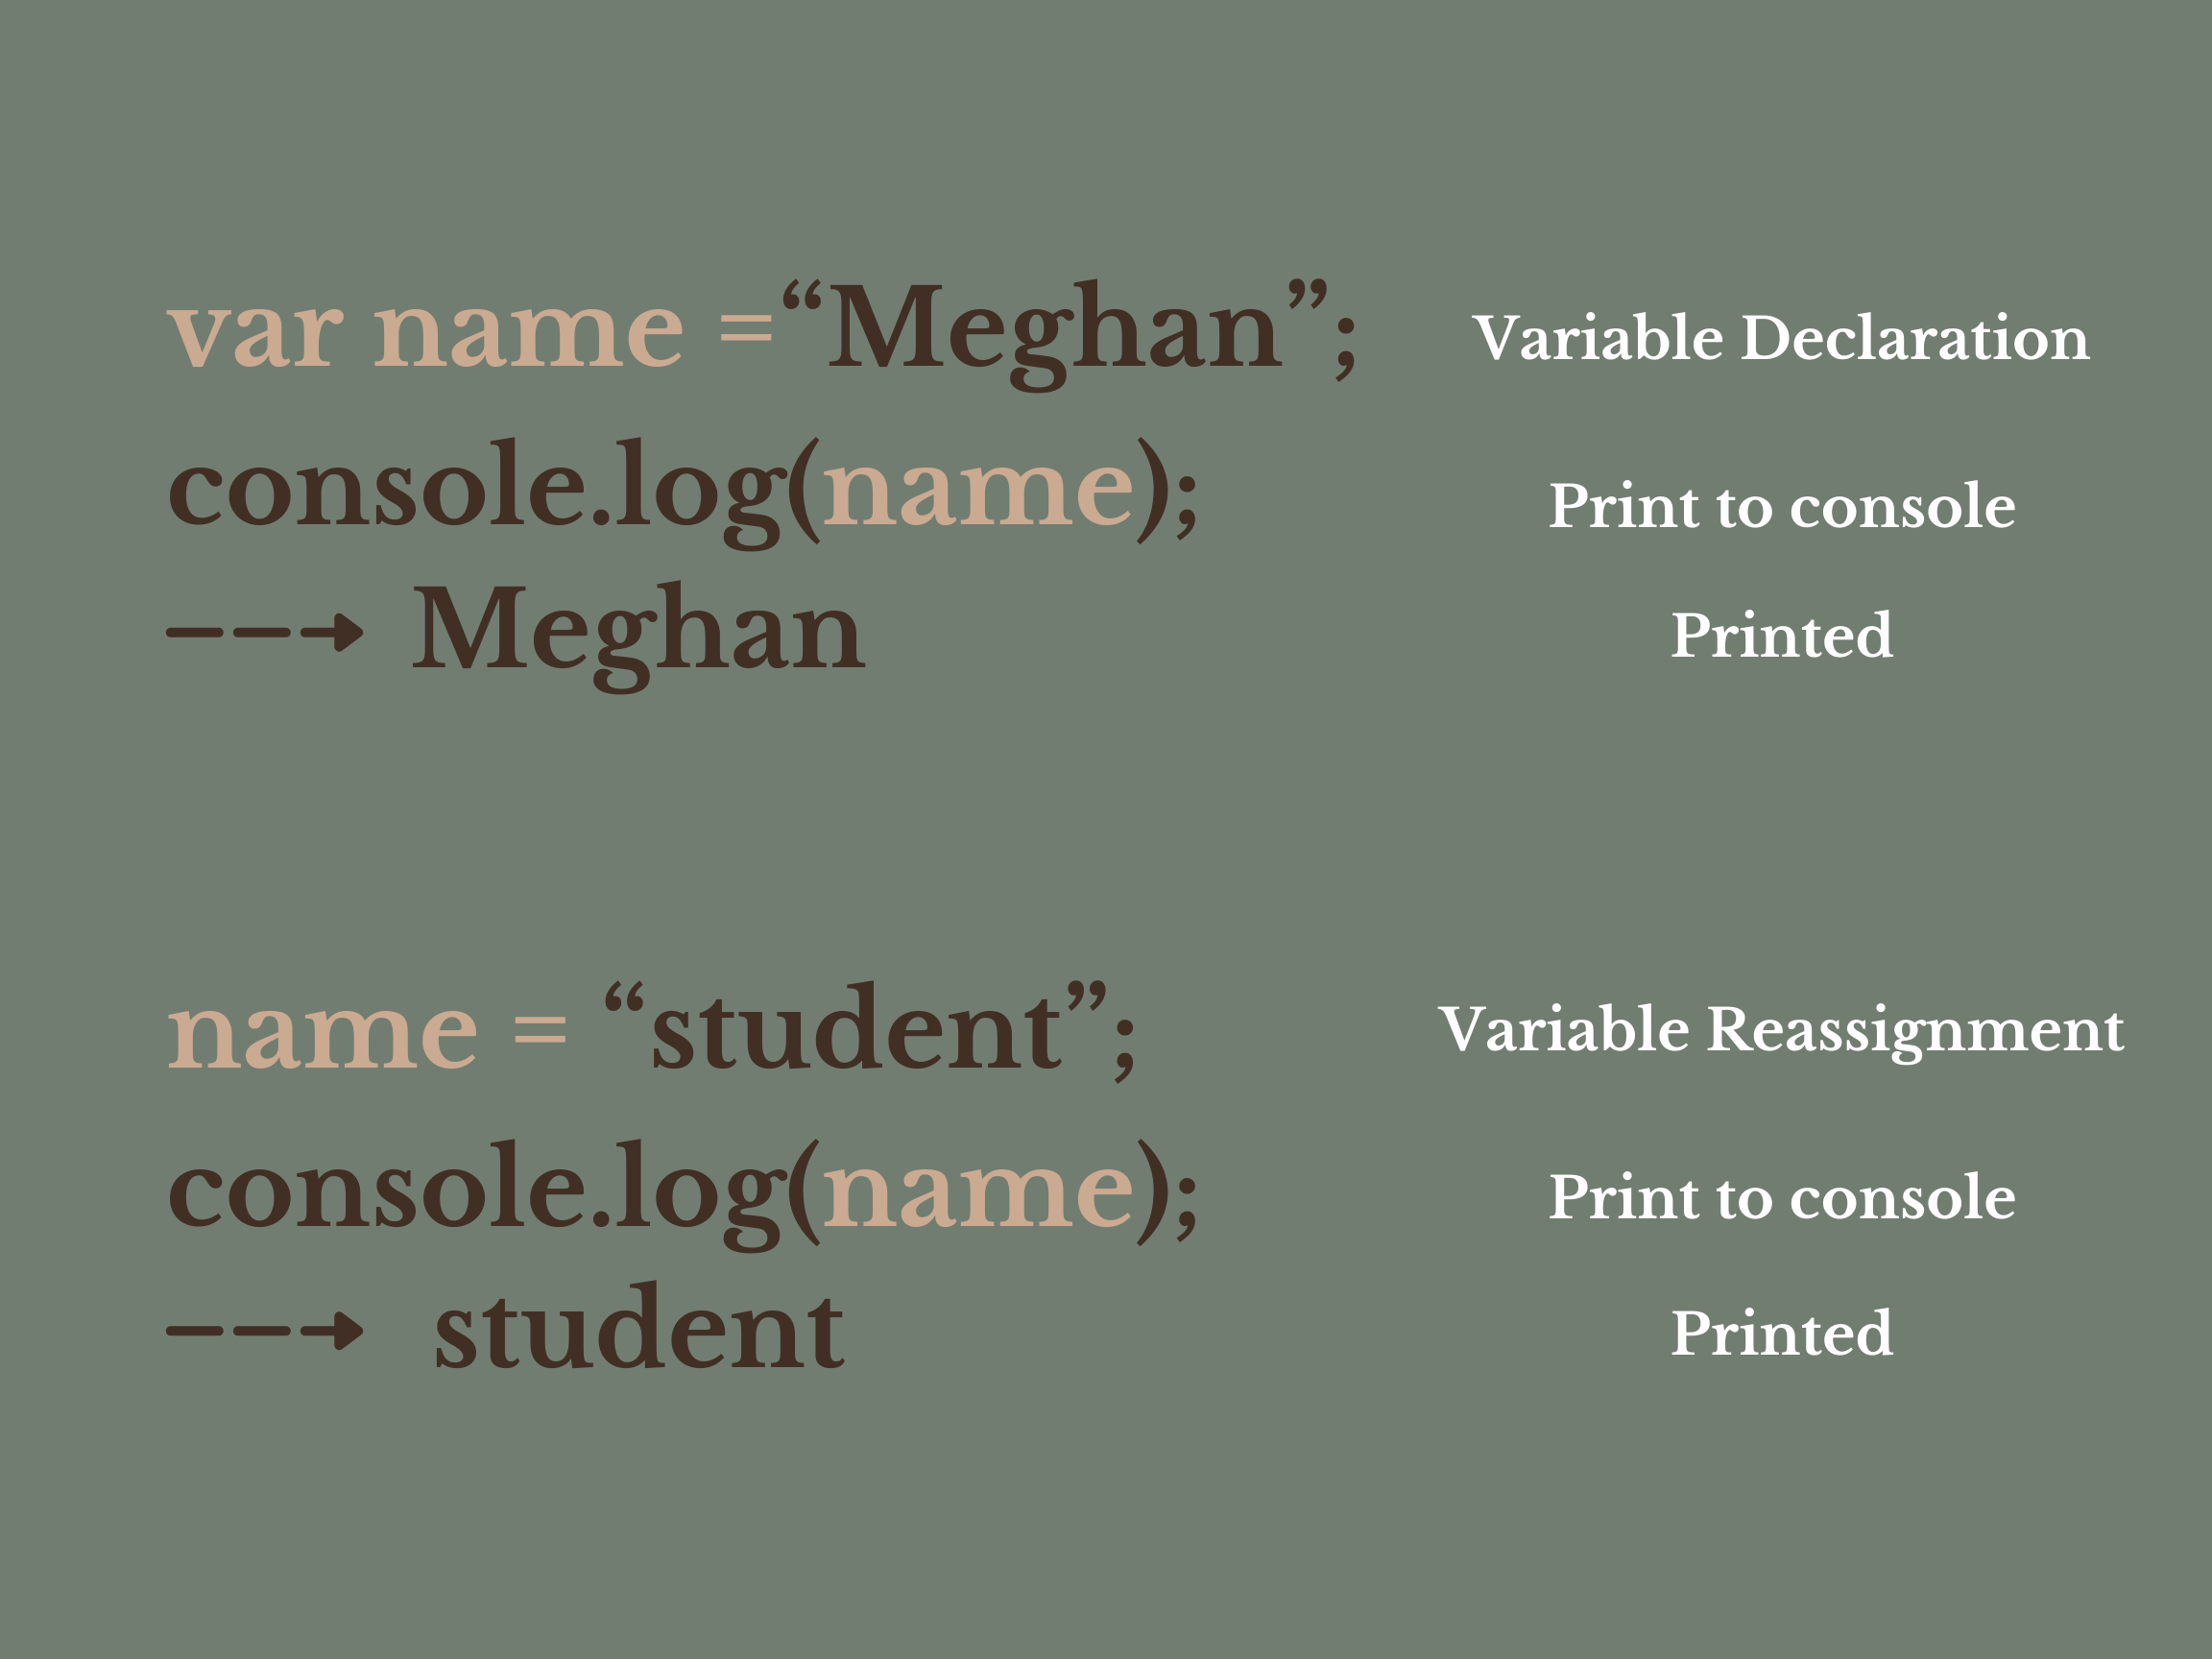 var name =“Meghan”; Variable Declaration
console.log(name); Print to console
Meghan Printed
name = “student”; Variable Reassignment
console.log(name); Print to console
student Printed